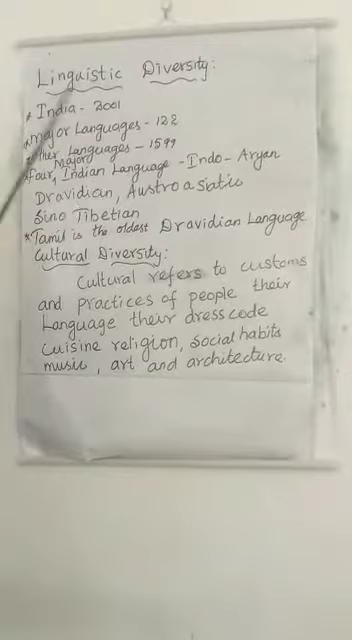 Linguistic Diversity:
* India - 2001
*Major Languages - 122
*Other Languages - 1599
Major
*Four, Indian Language - Indo - Aryan
Dravidian, Austroasiatic
Sino Tibetian
*Tamil is the oldest Dravidian Language
Cultural Diversity:
Cultural refers to customs
and practices of people their
Language their dress code
Cuisine religion, social habits
music, art and architecture.